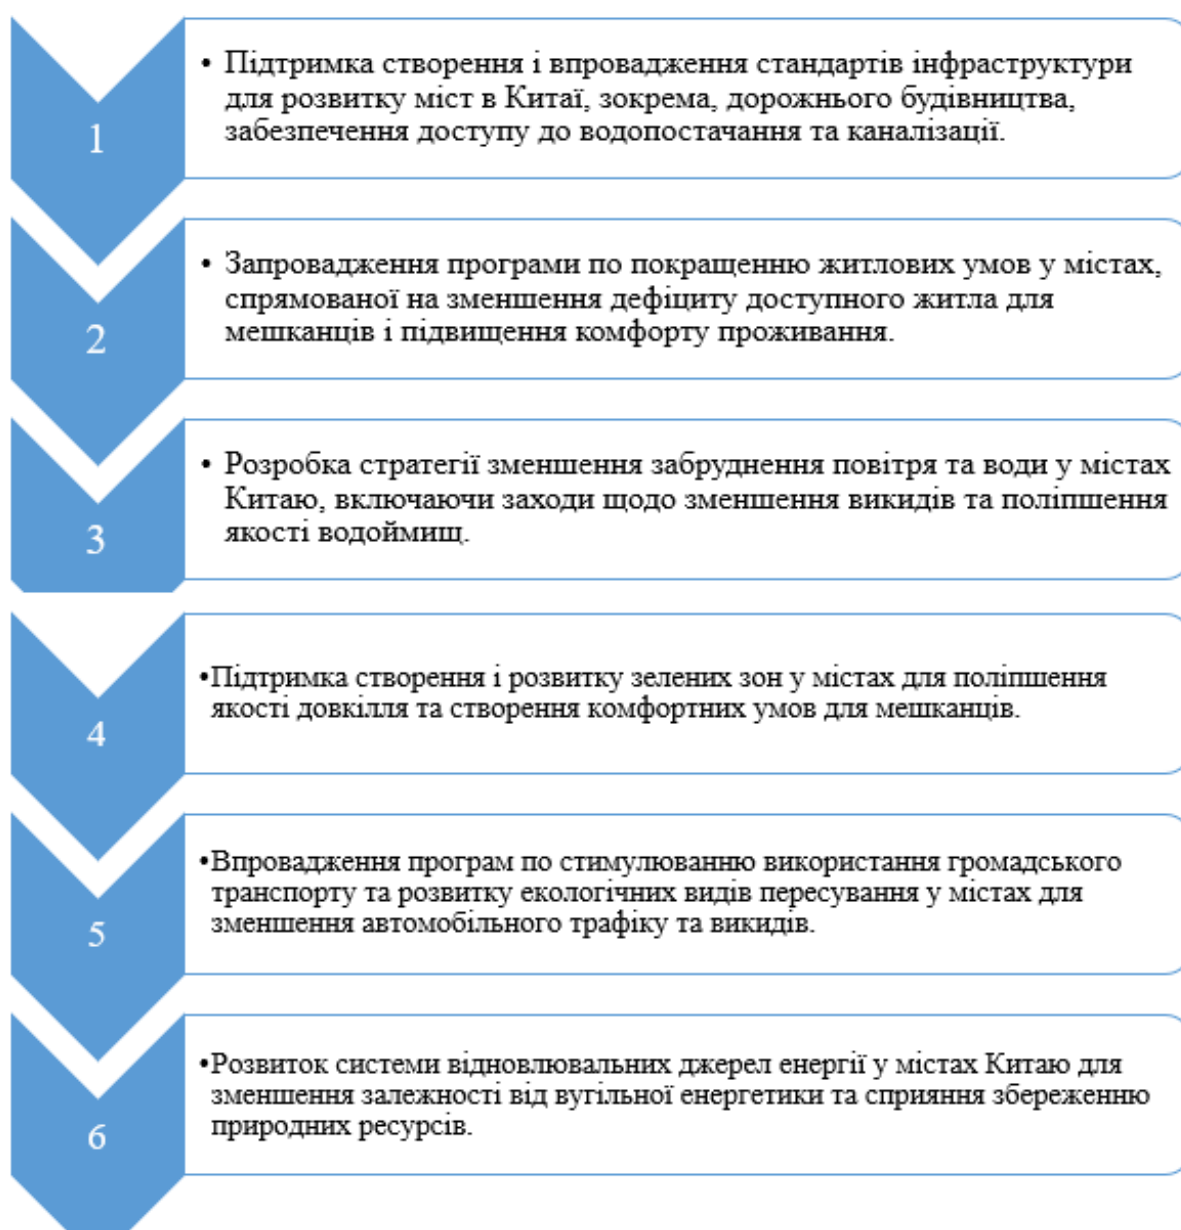 1
• Підтримка створення і впровадження стандартів інфраструктури
для розвитку міст в Китаї, зокрема, дорожнього будівництва,
забезпечення доступу до водопостачання та каналізації.
2
• Запровадження програми по покращенню житлових умов у містах,
спрямованої на зменшення дефіциту доступного житла для
мешканців і підвищення комфорту проживання.
3
• Розробка стратегії зменшення забруднення повітря та води у містах
Китаю, включаючи заходи щодо зменшення викидів та поліпшення
якості водоймищ.
4
•Підтримка створення і розвитку зелених зон у містах для поліпшення
якості довкілля та створення комфортних умов для мешканців.
5
•Впровадження програм по стимулюванню використання громадського
транспорту та розвитку екологічних видів пересування у містах для
зменшення автомобільного трафіку та викидів.
6
•Розвиток системи відновлювальних джерел енергії у містах Китаю для
зменшення залежності від вугільної енергетики та сприяння збереженню
природних ресурсів.